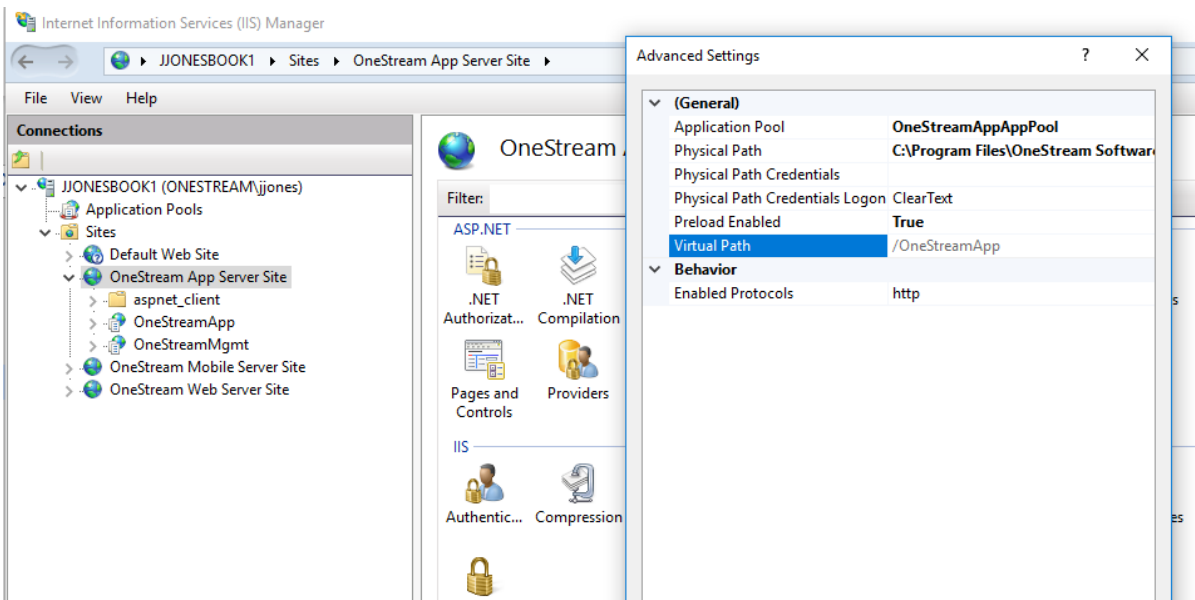 Internet Information Services (IIS) Manager
JJONESBOOK1 Sites OneStream App Server Site
File View Help
Connections
JJONESBOOK1 (ONESTREAM\jjones)
Application Pools
Sites
Default Web Site
OneStream App Server Site
aspnet_client
OneStreamApp
OneStreamMgmt
OneStream Mobile Server Site
OneStream Web Server Site
OneStream
Filter:
ASP.NET
.NET
Authorizat...
.NET
Compilation
Pages and
Controls
Providers
IIS
Authentic...
Compression
Advanced Settings ?
(General)
Application Pool OneStreamAppAppPool
Physical Path C:\Program Files\OneStream Softwar
Physical Path Credentials
Physical Path Credentials Logon ClearText
Preload Enabled True
Virtual Path /OneStreamApp
Behavior
Enabled Protocols http
s
es